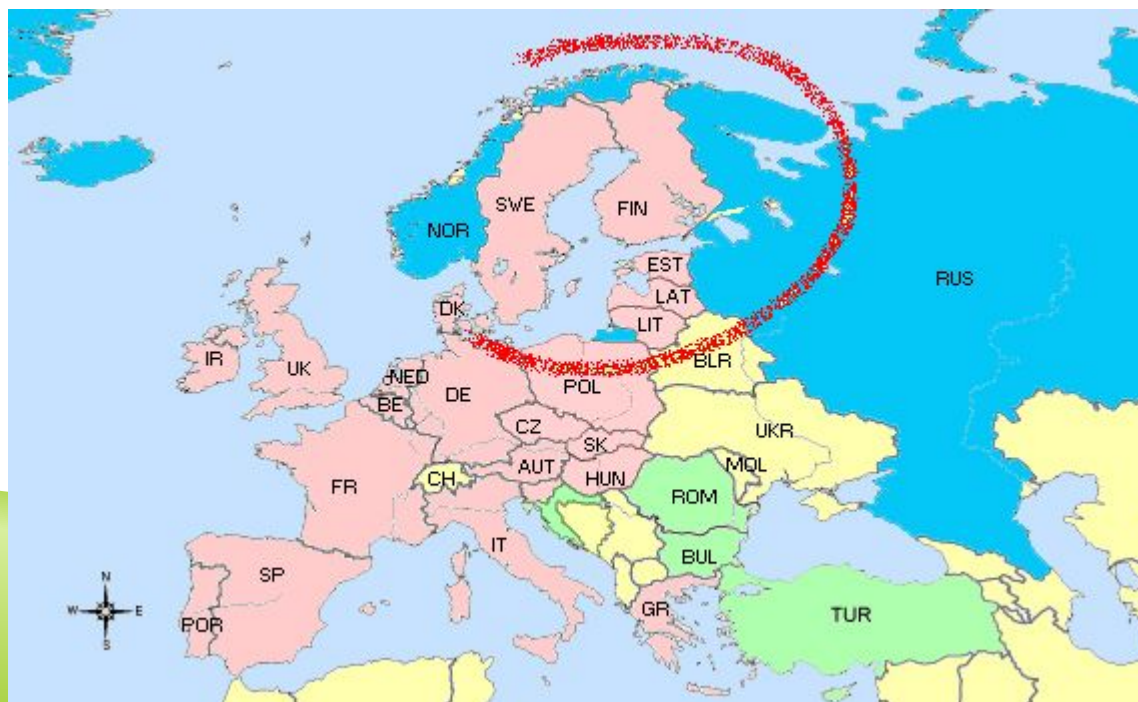 SWE
FIN
NOR
RUS
EST
LAT
DK
LIT
IR
UK
NED
BLR
BE
DE
POL
CZ
UKR
SK
AUT
MOL
CH
HUN
FR
ROM
IT
BUL
SP
N
W E
S
GR
TUR
POR